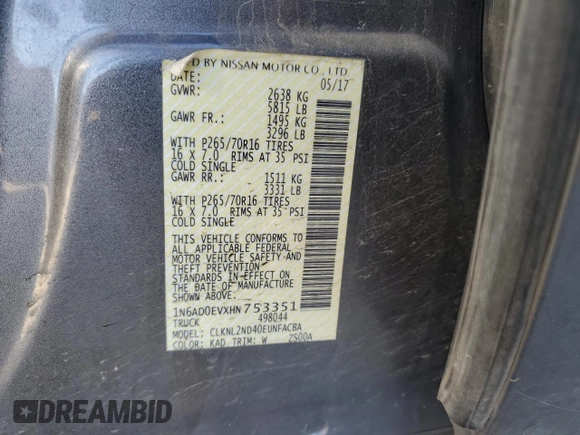 BY NISSAN MOTOR CO., LTD.
DATE: 05/17
GVWR: 2638 KG
5815 LB
GAWR FR.: 1495 KG
3296 LB
WITH P265/70R16 TIRES
16 X 7.0 RIMS AT 35 PSI
COLD SINGLE
GAWR RR.: 1511 KG
3331 LB
WITH P265/70R16 TIRES
16 X 7.0 RIMS AT 35 PSI
COLD SINGLE
THIS VEHICLE CONFORMS TO
ALL APPLICABLE FEDERAL
MOTOR VEHICLE SAFETY AND
THEFT PREVENTION
STANDARDS IN EFFECT ON
THE DATE OF MANUFACTURE
SHOWN ABOVE.
1N6AD0EVXHN753351
TRUCK 498044
MODEL: CLKNL2ND40EUNFACBA
COLOR: KAD TRIM: W 7S00A
DREAMBID